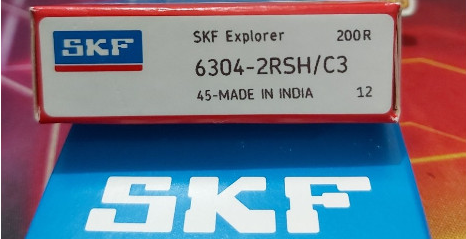 SKF
SKF Explorer 200R
6304-2RSH/C3
45-MADE IN INDIA 12
SKF